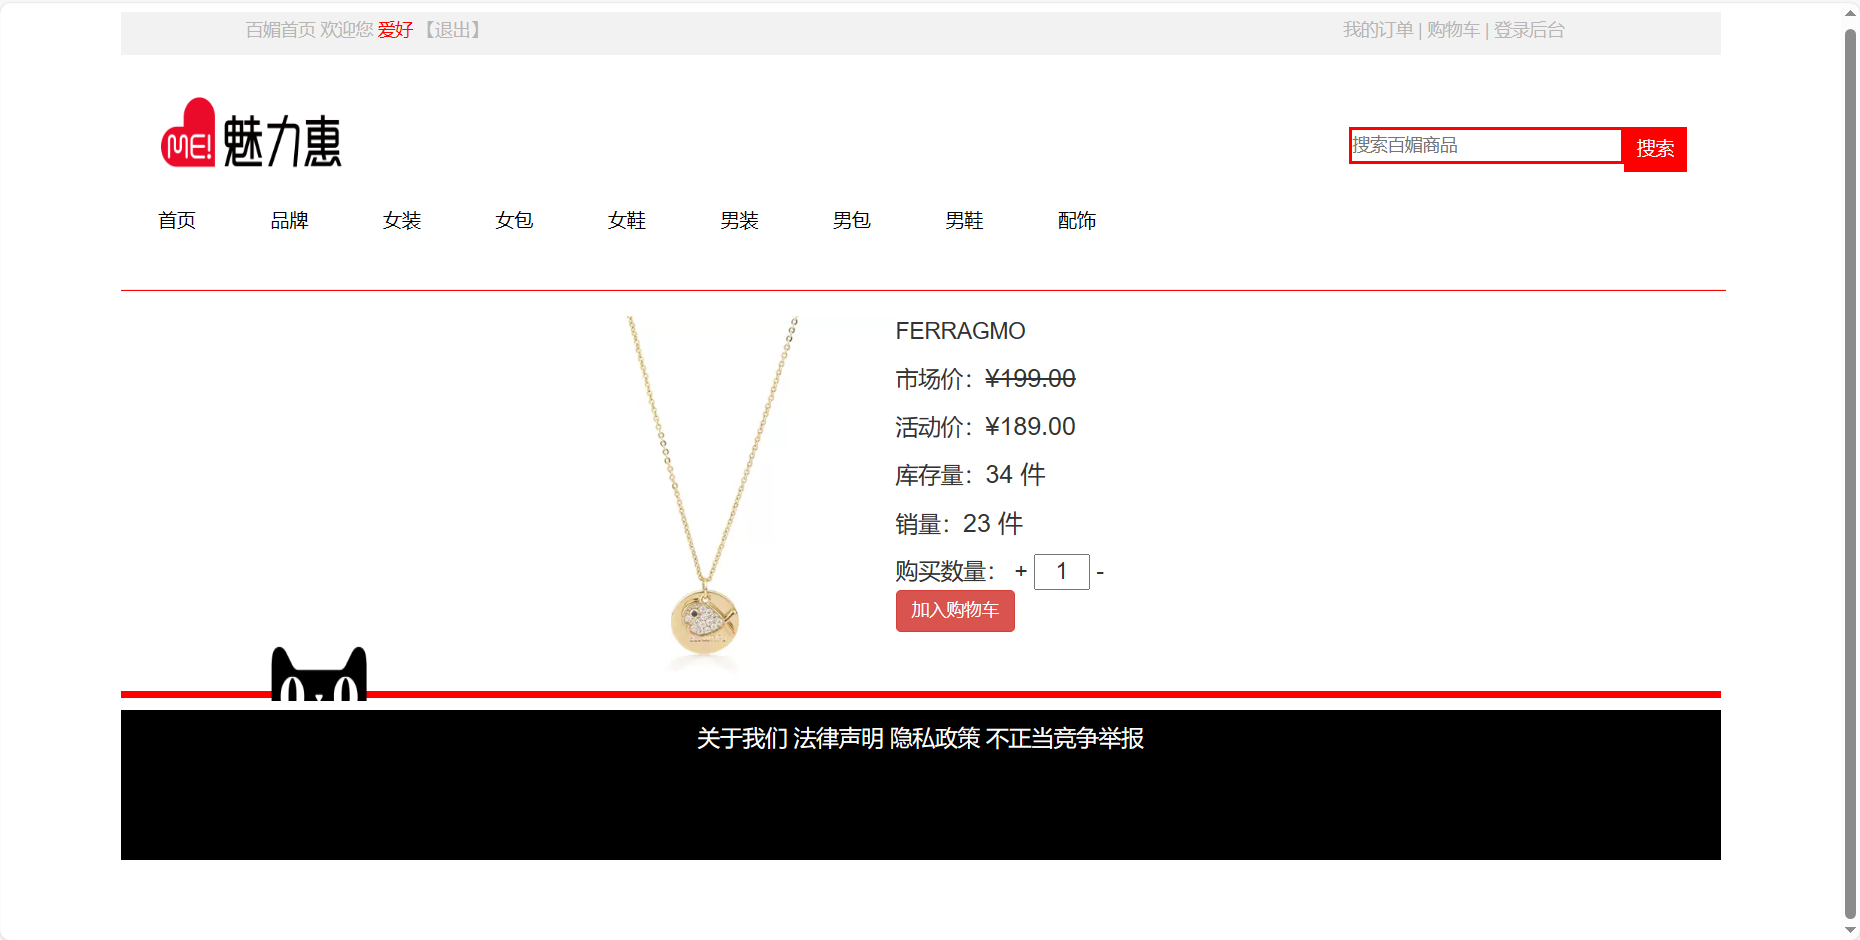 百媚首页 欢迎您 爱好 【退出】
我的订单 | 购物车 | 登录后台
ME! 魅力惠
搜索百媚商品 搜索
首页 品牌 女装 女包 女鞋 男装 男包 男鞋 配饰
FERRAGMO
市场价：¥199.00
活动价：¥189.00
库存量：34 件
销量：23 件
购买数量： + 1 -
加入购物车
关于我们 法律声明 隐私政策 不正当竞争举报